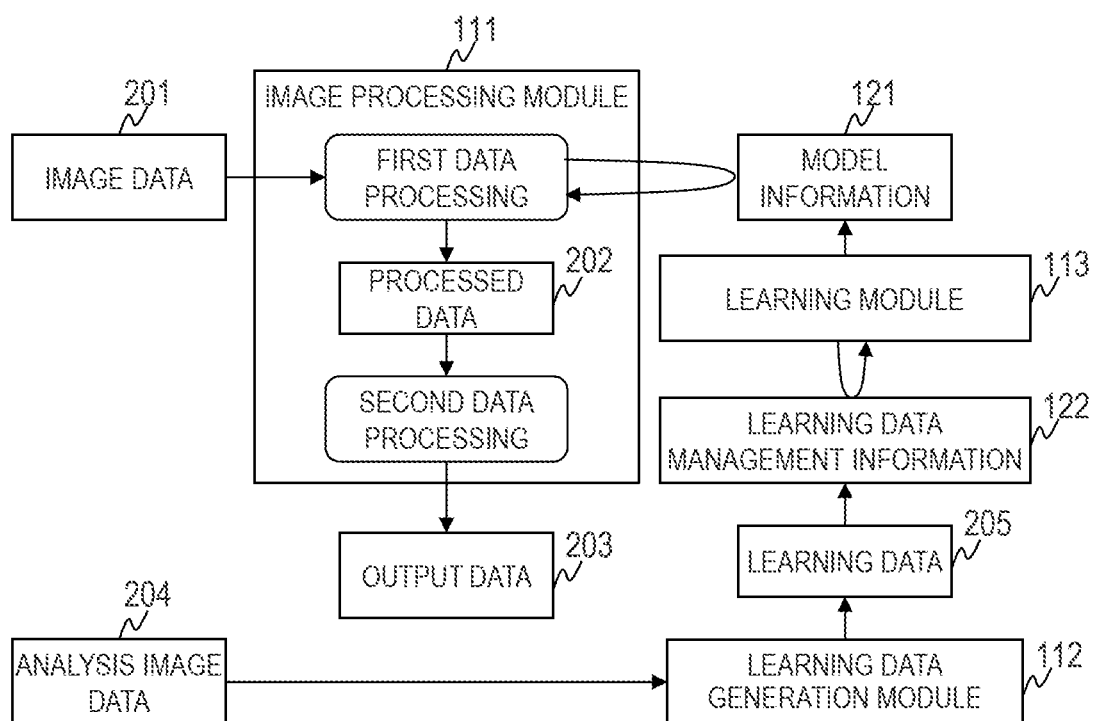 111
201
IMAGE PROCESSING MODULE
121
IMAGE DATA
FIRST DATA
PROCESSING
MODEL
INFORMATION
202
PROCESSED
DATA
113
LEARNING MODULE
SECOND DATA
PROCESSING
122
LEARNING DATA
MANAGEMENT INFORMATION
203
OUTPUT DATA
205
LEARNING DATA
204
ANALYSIS IMAGE
DATA
LEARNING DATA
GENERATION MODULE
112